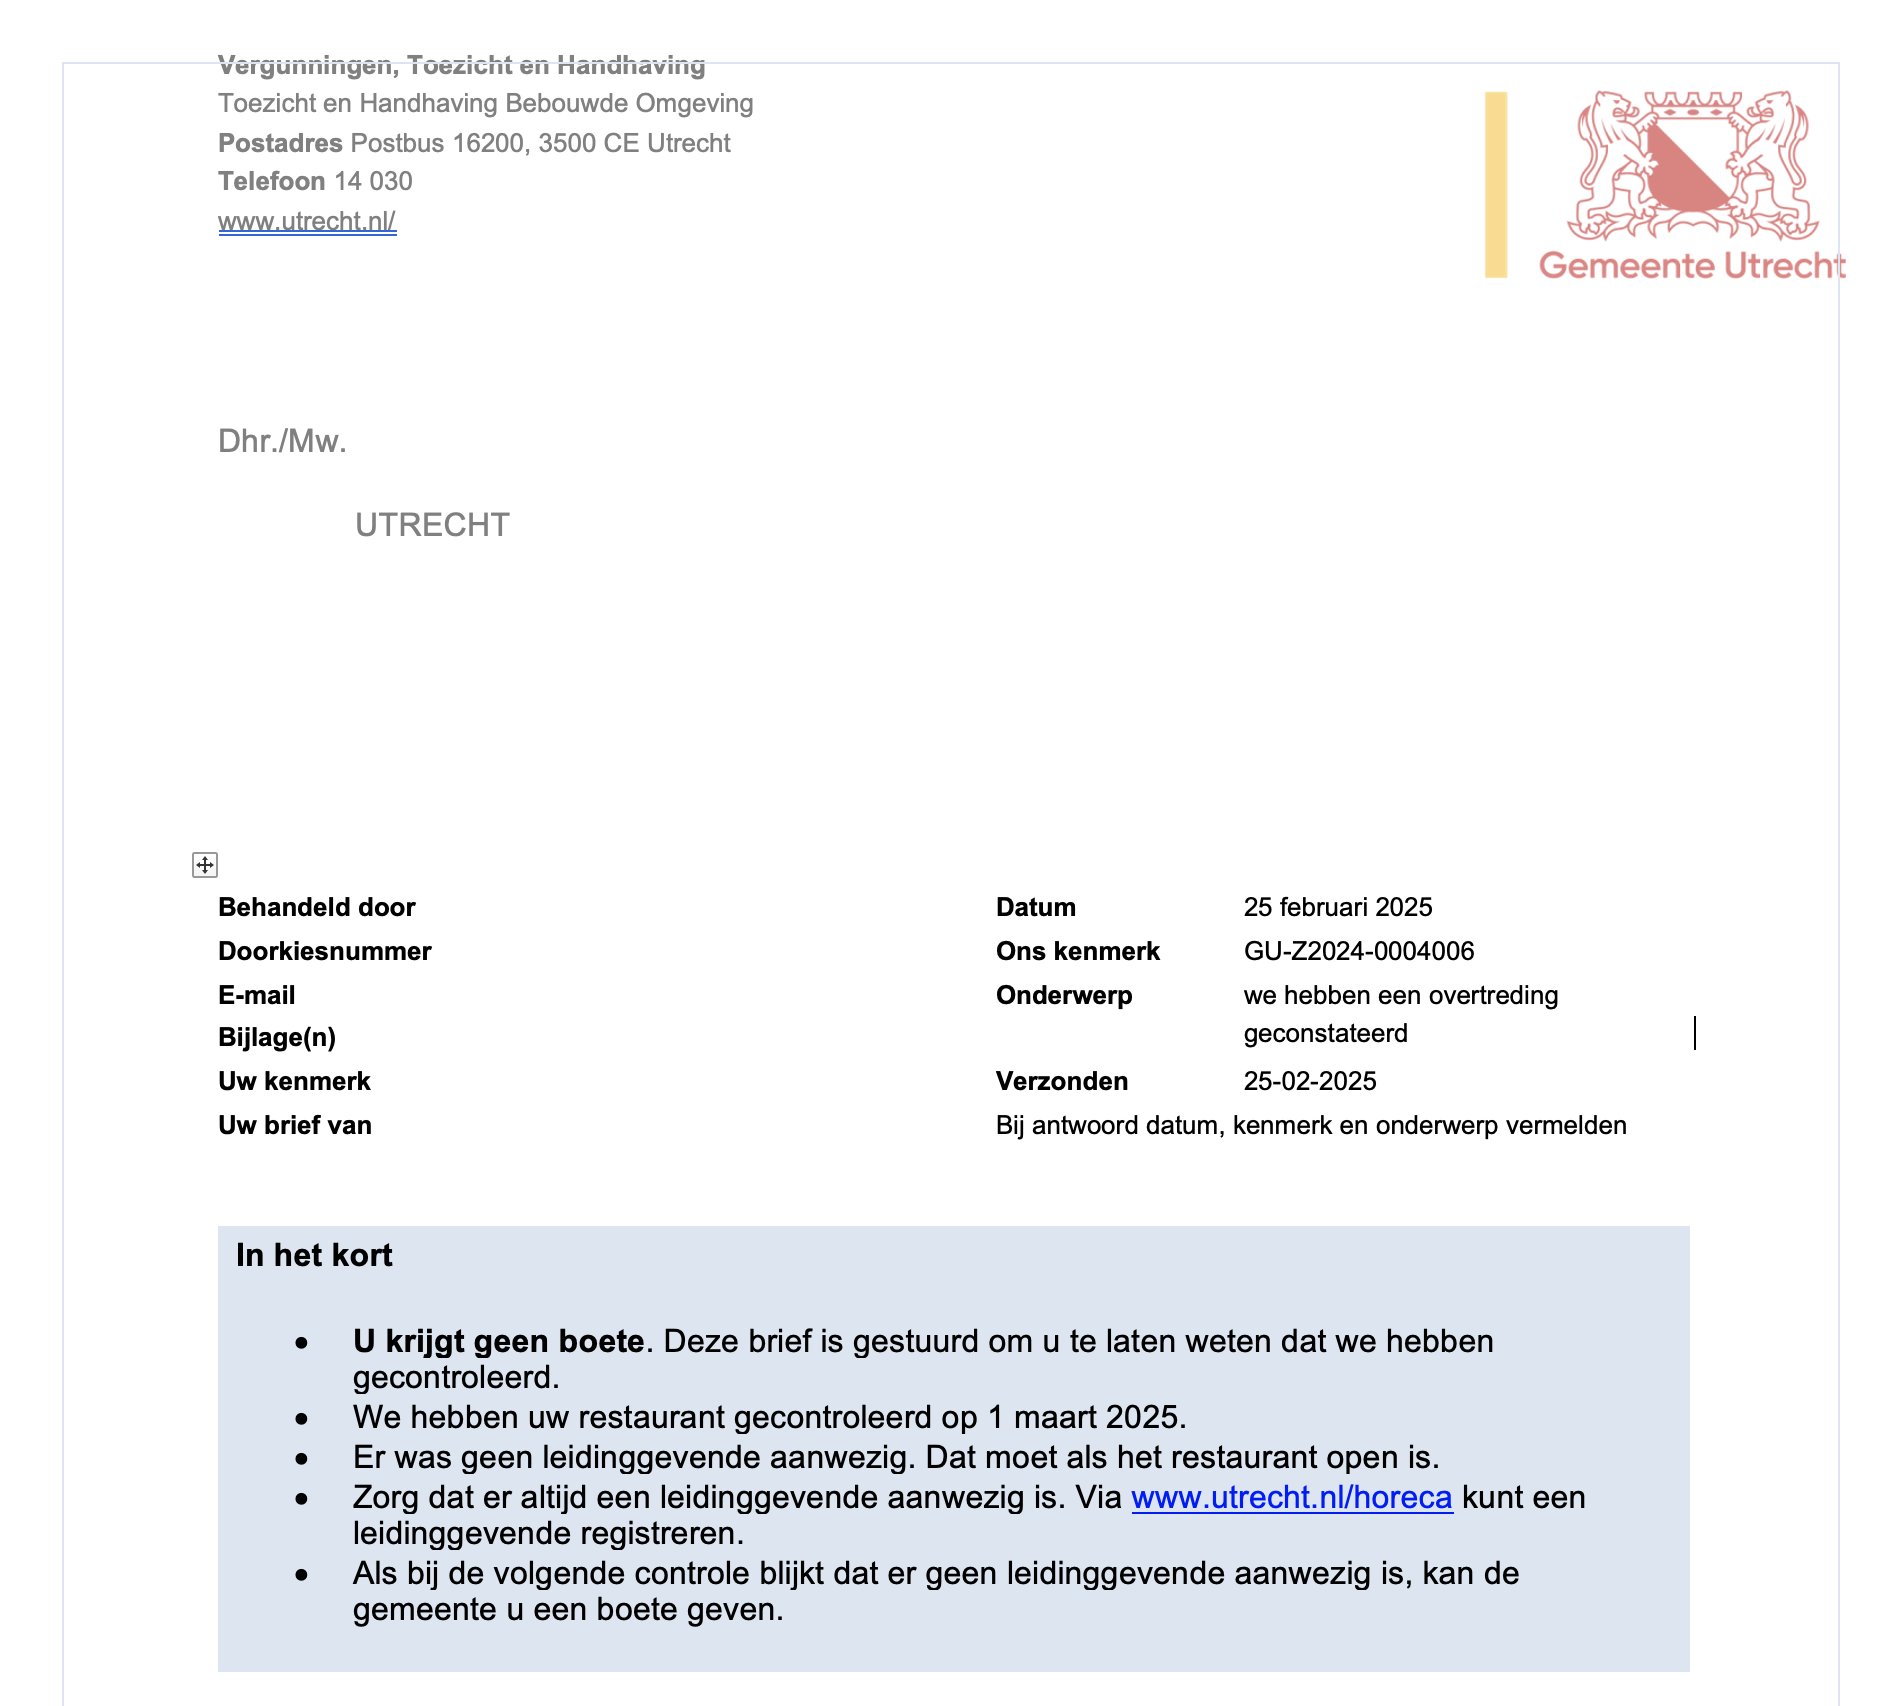 Vergunningen, Toezicht en Handhaving
Toezicht en Handhaving Bebouwde Omgeving
Postadres Postbus 16200, 3500 CE Utrecht
Telefoon 14 030
www.utrecht.nl/
Gemeente Utrecht
Dhr./Mw.
UTRECHT
Behandeld door
Doorkiesnummer
E-mail
Bijlage(n)
Uw kenmerk
Uw brief van
Datum 25 februari 2025
Ons kenmerk GU-Z2024-0004006
Onderwerp we hebben een overtreding
geconstateerd
Verzonden 25-02-2025
Bij antwoord datum, kenmerk en onderwerp vermelden
In het kort
• U krijgt geen boete. Deze brief is gestuurd om u te laten weten dat we hebben
gecontroleerd.
• We hebben uw restaurant gecontroleerd op 1 maart 2025.
• Er was geen leidinggevende aanwezig. Dat moet als het restaurant open is.
• Zorg dat er altijd een leidinggevende aanwezig is. Via www.utrecht.nl/horeca kunt een
leidinggevende registreren.
• Als bij de volgende controle blijkt dat er geen leidinggevende aanwezig is, kan de
gemeente u een boete geven.